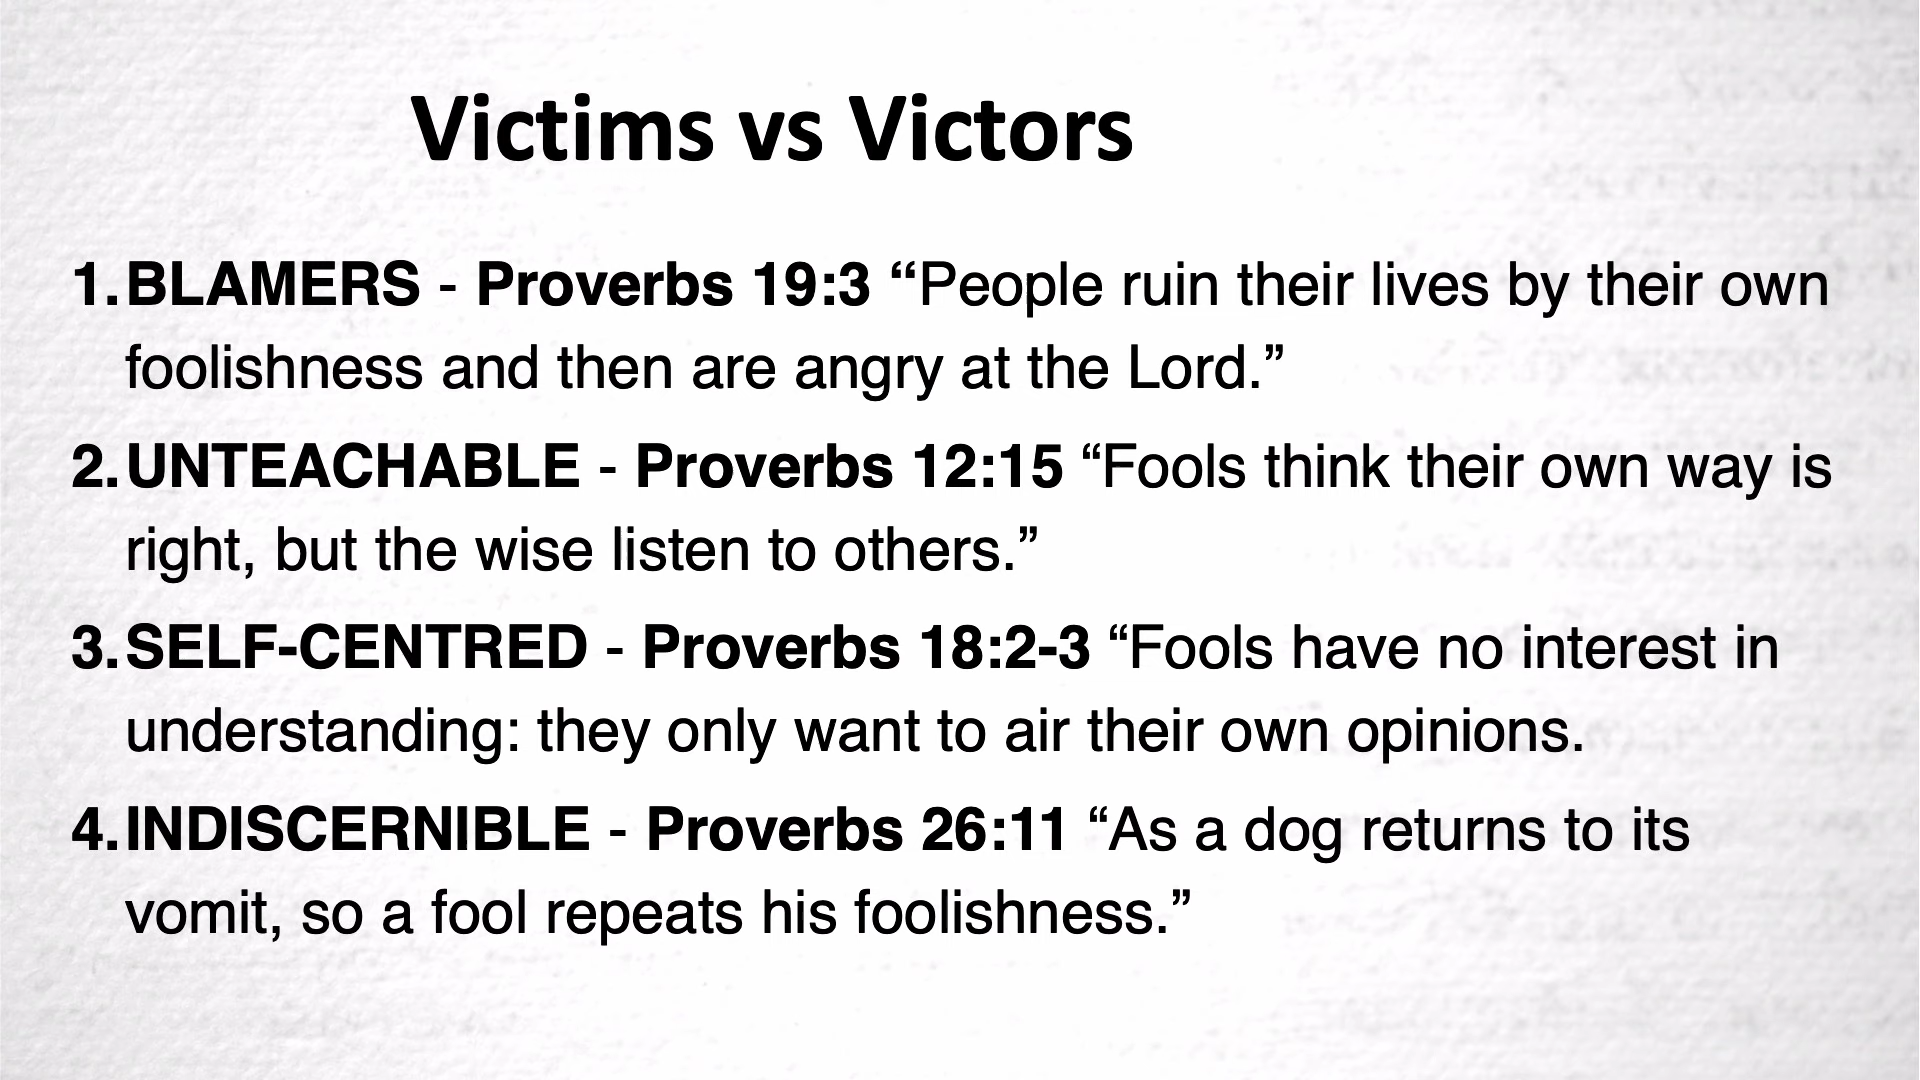 Victims vs Victors
1. BLAMERS - Proverbs 19:3 “People ruin their lives by their own
foolishness and then are angry at the Lord.”
2. UNTEACHABLE - Proverbs 12:15 “Fools think their own way is
right, but the wise listen to others.”
3. SELF-CENTRED - Proverbs 18:2-3 “Fools have no interest in
understanding: they only want to air their own opinions.
4. INDISCERNIBLE - Proverbs 26:11 “As a dog returns to its
vomit, so a fool repeats his foolishness.”